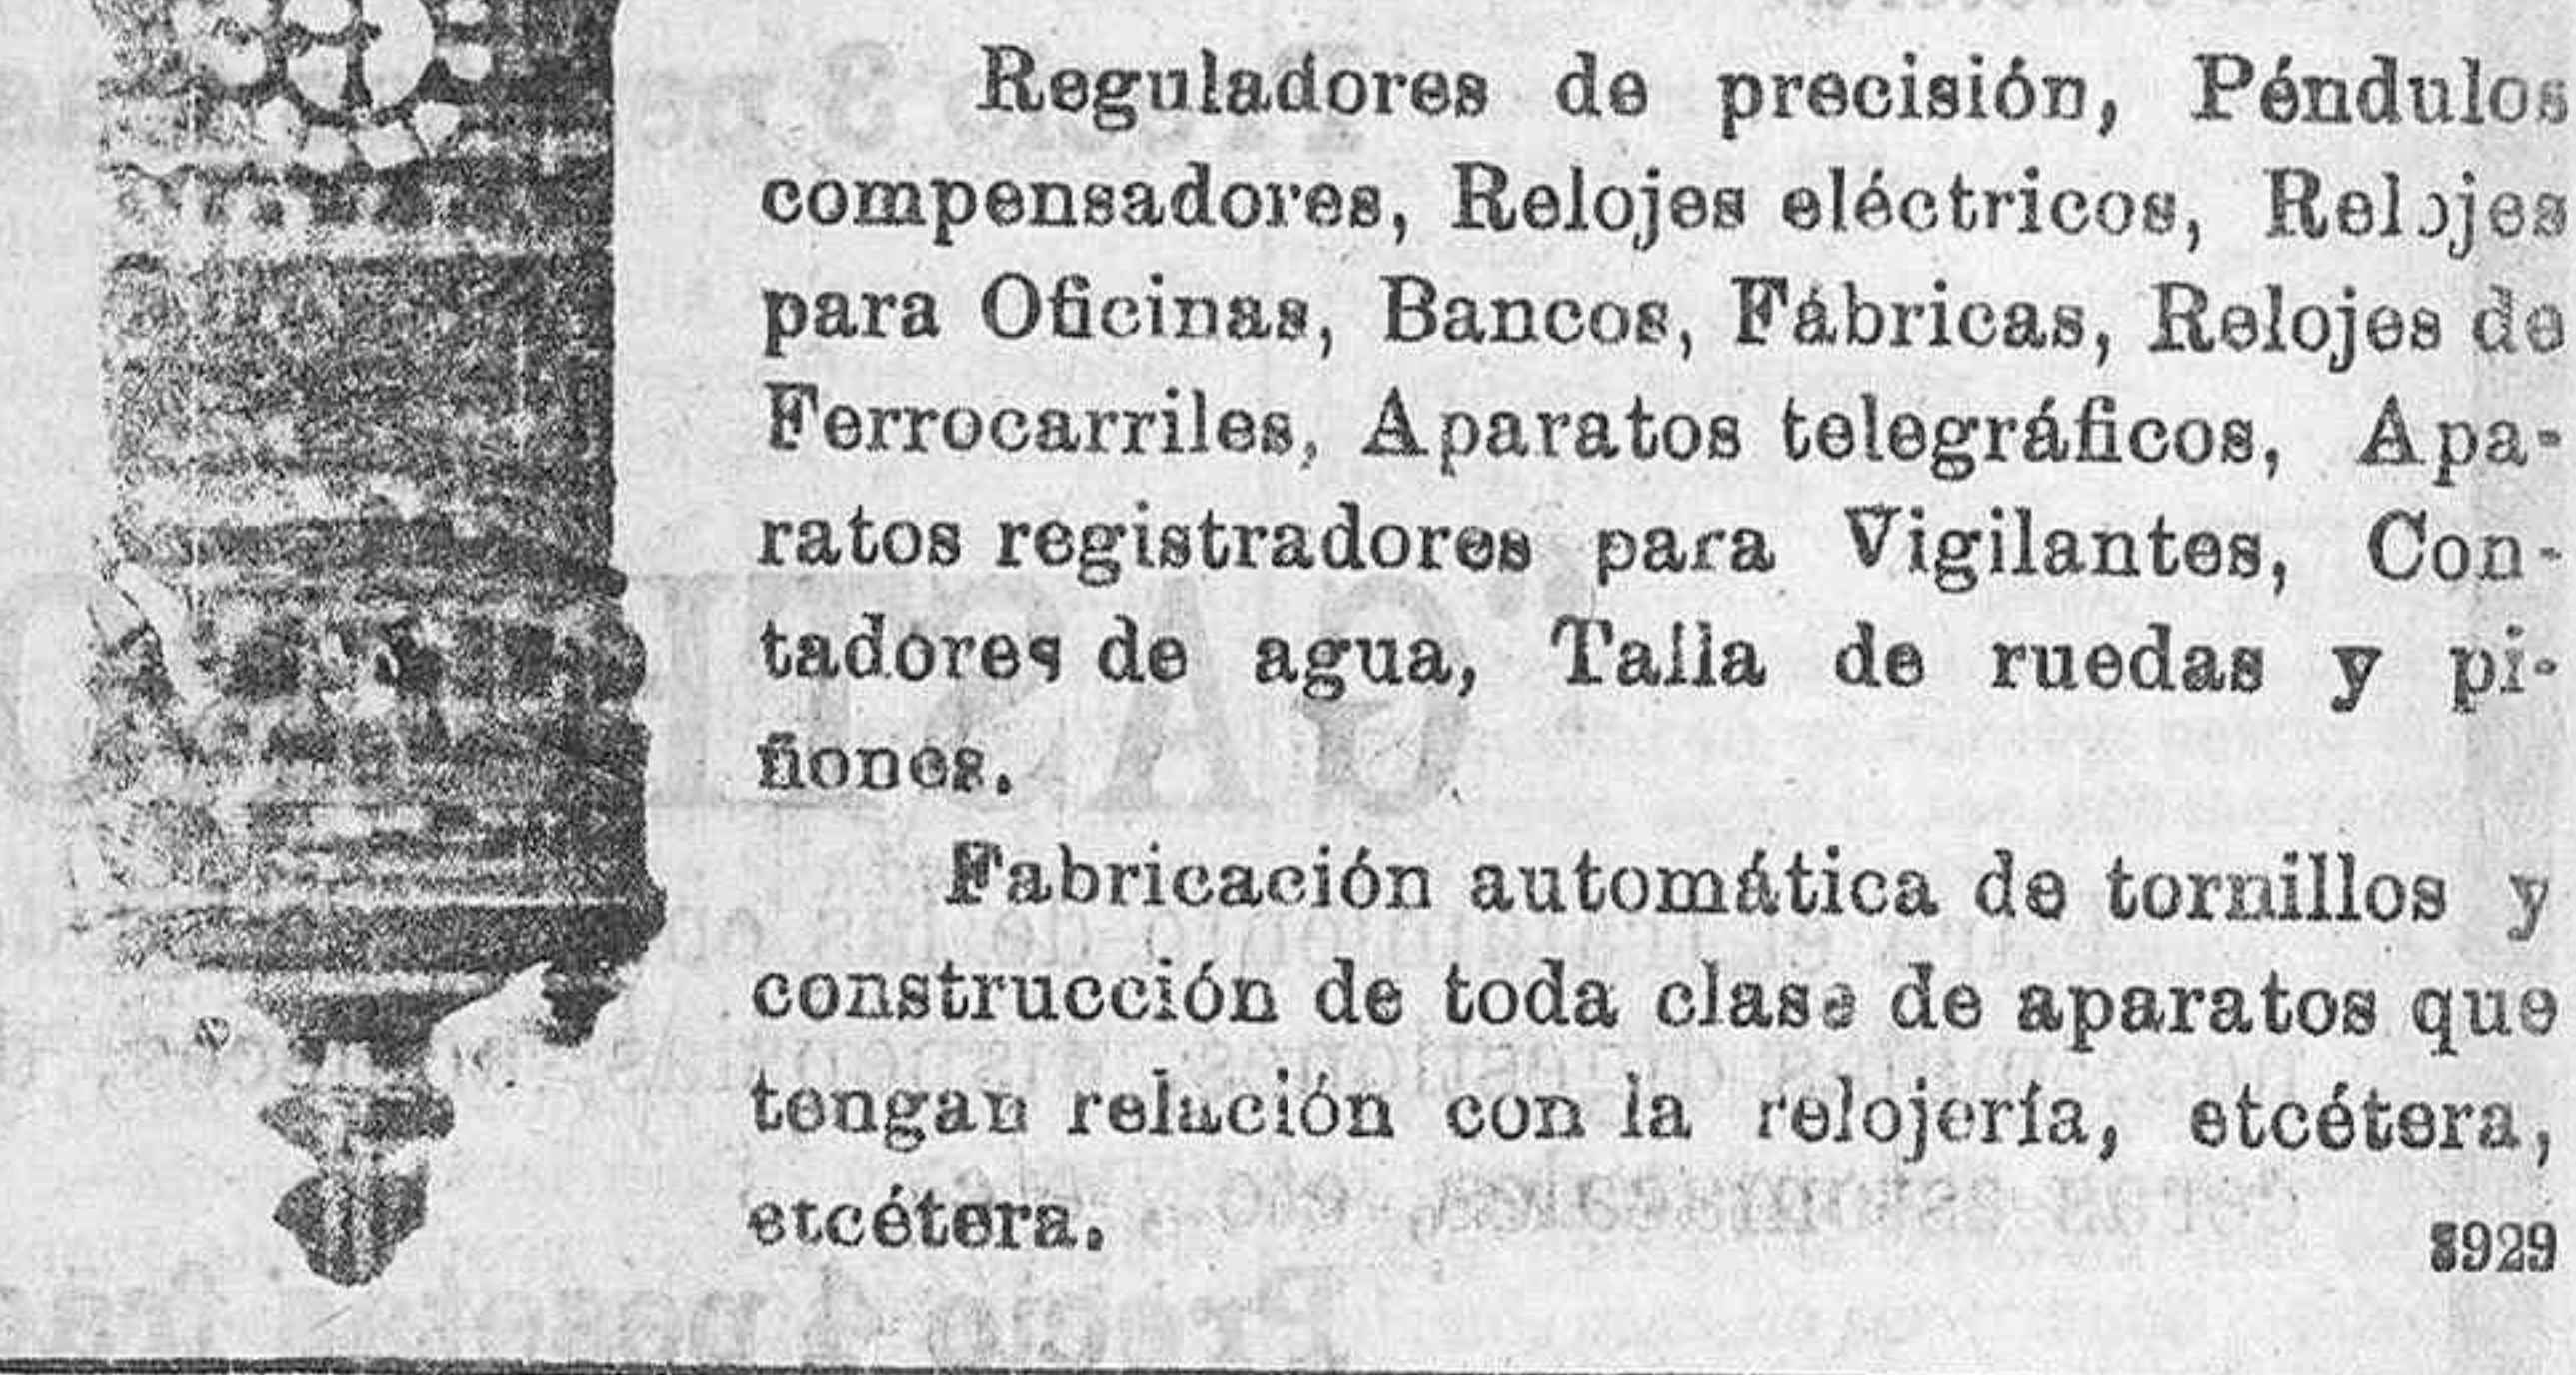 Reguladores de precisión, Péndulos
compensadores, Relojes eléctricos, Relojes
para Oficinas, Bancos, Fábricas, Relojes de
Ferrocarriles, Aparatos telegráficos, Apa-
ratos registradores para Vigilantes, Con-
tadores de agua, Talla de ruedas y pi-
ñones.
Fabricación automática de tornillos y
construcción de toda clase de aparatos que
tengan relación con la relojería, etcétera,
etcétera.